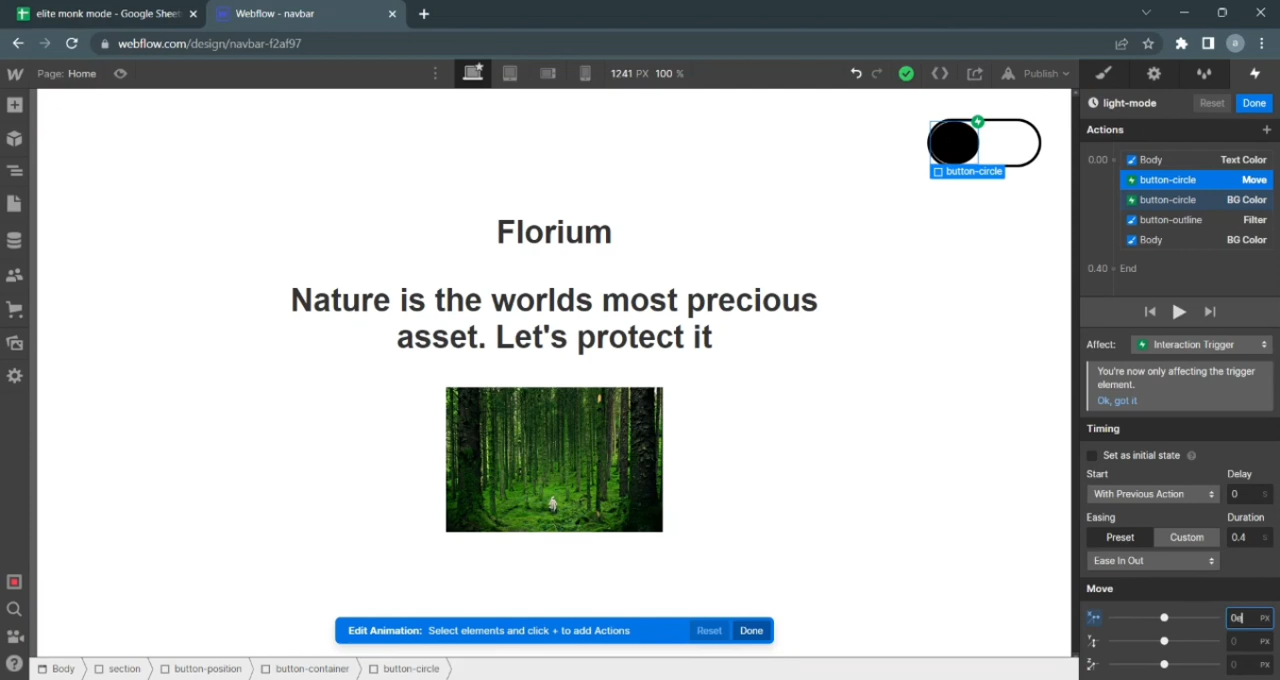 elite monk mode - Google Sheet
Webflow - navbar
webflow.com/design/navbar-f2af97
a
Page: Home
1241 PX 100 %
Publish
light-mode
Reset
Done
Actions
0.00
Body
Text Color
button-circle
Move
button-circle
BG Color
button-outline
Filter
Body
BG Color
0.40
End
button-circle
Florium
Nature is the worlds most precious
asset. Let's protect it
Affect:
Interaction Trigger
You're now only affecting the trigger
element.
Ok, got it
Timing
Set as initial state
Start
Delay
With Previous Action
0 S
Easing
Duration
Preset
Custom
0.4 S
Ease In Out
Move
X
0e PX
Y
0 PX
Z
0 PX
Edit Animation: Select elements and click + to add Actions
Reset
Done
Body
section
button-position
button-container
button-circle